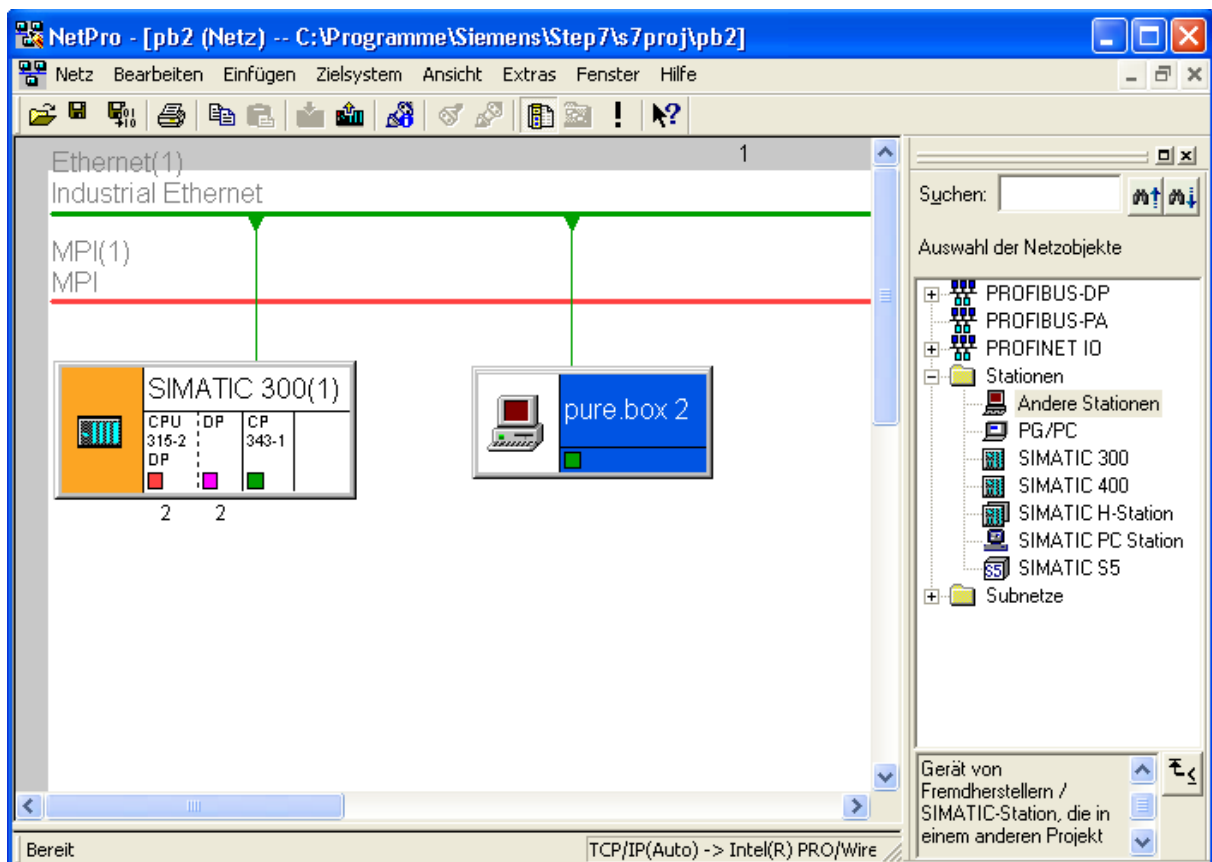 NetPro - [pb2 (Netz) -- C:\Programme\Siemens\Step7\s7proj\pb2]
Netz Bearbeiten Einfügen Zielsystem Ansicht Extras Fenster Hilfe
Ethernet(1)
1
Industrial Ethernet
MPI(1)
MPI
SIMATIC 300(1)
CPU 315-2 DP
DP
CP 343-1
2 2
pure.box 2
Suchen:
Auswahl der Netzobjekte
PROFIBUS-DP
PROFIBUS-PA
PROFINET IO
Stationen
Andere Stationen
PG/PC
SIMATIC 300
SIMATIC 400
SIMATIC H-Station
SIMATIC PC Station
S5 SIMATIC S5
Subnetze
Gerät von
Fremdherstellern /
SIMATIC-Station, die in
einem anderen Projekt
Bereit
TCP/IP(Auto) -> Intel(R) PRO/Wire